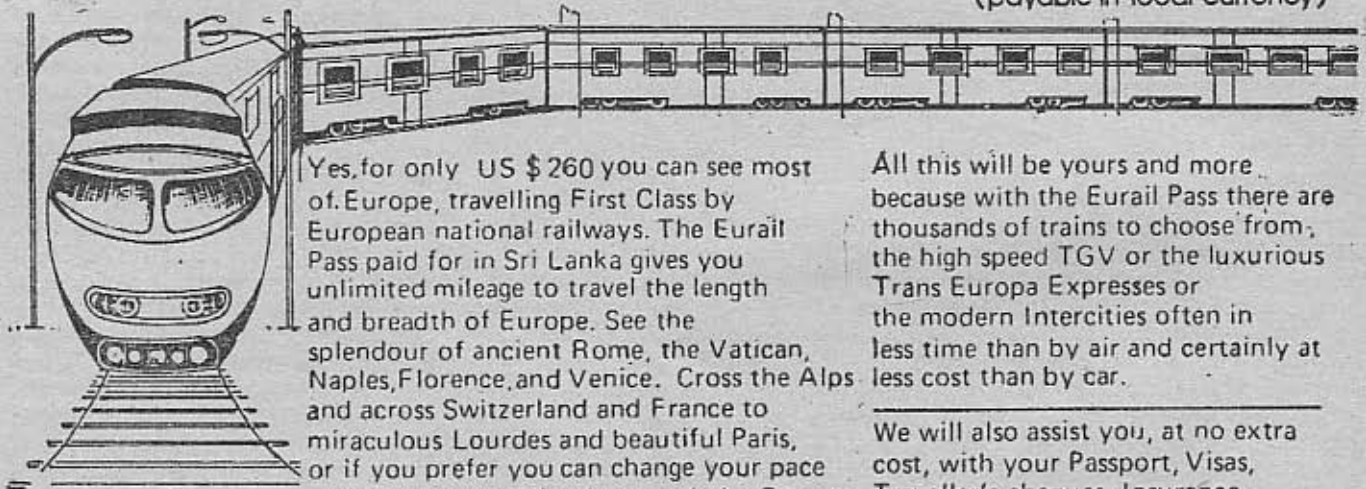 (payable in local currency)
Yes, for only US $ 260 you can see most
of. Europe, travelling First Class by
European national railways. The Eurail
Pass paid for in Sri Lanka gives you
unlimited mileage to travel the length
and breadth of Europe. See the
splendour of ancient Rome, the Vatican,
Naples, Florence, and Venice. Cross the Alps
and across Switzerland and France to
miraculous Lourdes and beautiful Paris,
or if you prefer you can change your pace
All this will be yours and more
because with the Eurail Pass there are
thousands of trains to choose from,
the high speed TGV or the luxurious
Trans Europa Expresses or
the modern Intercities often in
less time than by air and certainly at
less cost than by car.
We will also assist you, at no extra
cost, with your Passport, Visas,